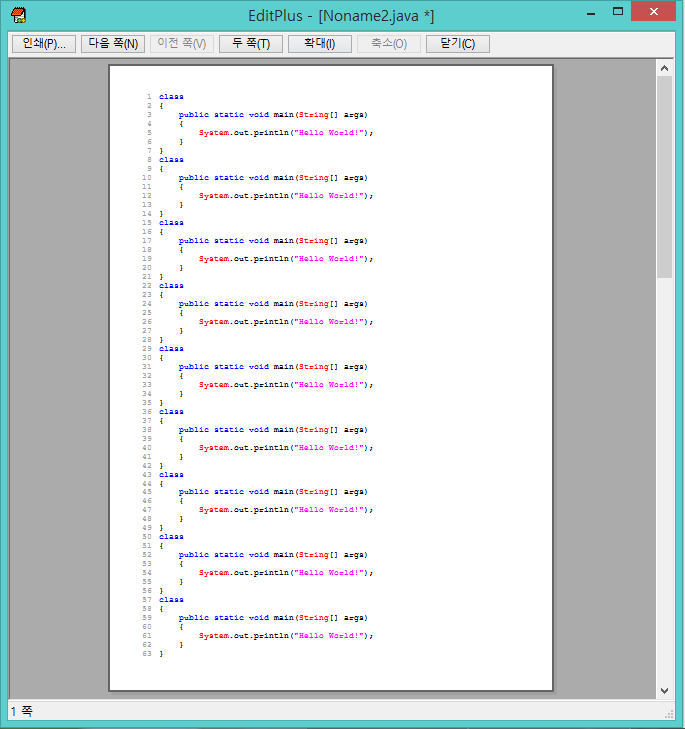 EditPlus - [Noname2.java *]
인쇄(P)... 다음 쪽(N) 이전 쪽(V) 두 쪽(T) 확대(I) 축소(O) 닫기(C)
1 class
2 {
3 public static void main(String[] args)
4 {
5 System.out.println("Hello World!");
6 }
7 }
8 class
9 {
10 public static void main(String[] args)
11 {
12 System.out.println("Hello World!");
13 }
14 }
15 class
16 {
17 public static void main(String[] args)
18 {
19 System.out.println("Hello World!");
20 }
21 }
22 class
23 {
24 public static void main(String[] args)
25 {
26 System.out.println("Hello World!");
27 }
28 }
29 class
30 {
31 public static void main(String[] args)
32 {
33 System.out.println("Hello World!");
34 }
35 }
36 class
37 {
38 public static void main(String[] args)
39 {
40 System.out.println("Hello World!");
41 }
42 }
43 class
44 {
45 public static void main(String[] args)
46 {
47 System.out.println("Hello World!");
48 }
49 }
50 class
51 {
52 public static void main(String[] args)
53 {
54 System.out.println("Hello World!");
55 }
56 }
57 class
58 {
59 public static void main(String[] args)
60 {
61 System.out.println("Hello World!");
62 }
63 }
1 쪽